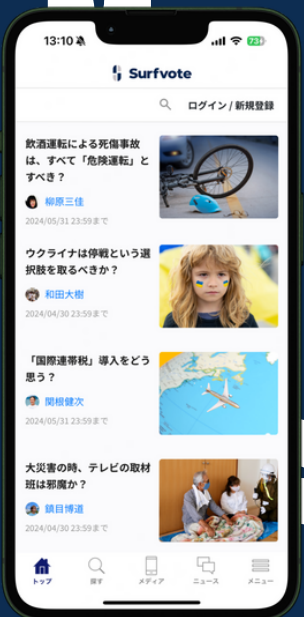 13:10
73
Surfvote
ログイン / 新規登録
飲酒運転による死傷事故
は、すべて「危険運転」と
すべき？
柳原三佳
2024/05/31 23:59まで
ウクライナは停戦という選
択肢を取るべきか？
和田大樹
2024/04/30 23:59まで
「国際連帯税」導入をどう
思う？
関根健次
2024/05/31 23:59まで
大災害の時、テレビの取材
班は邪魔か？
鎮目博道
2024/04/30 23:59まで
トップ
探す
メディア
ニュース
メニュー